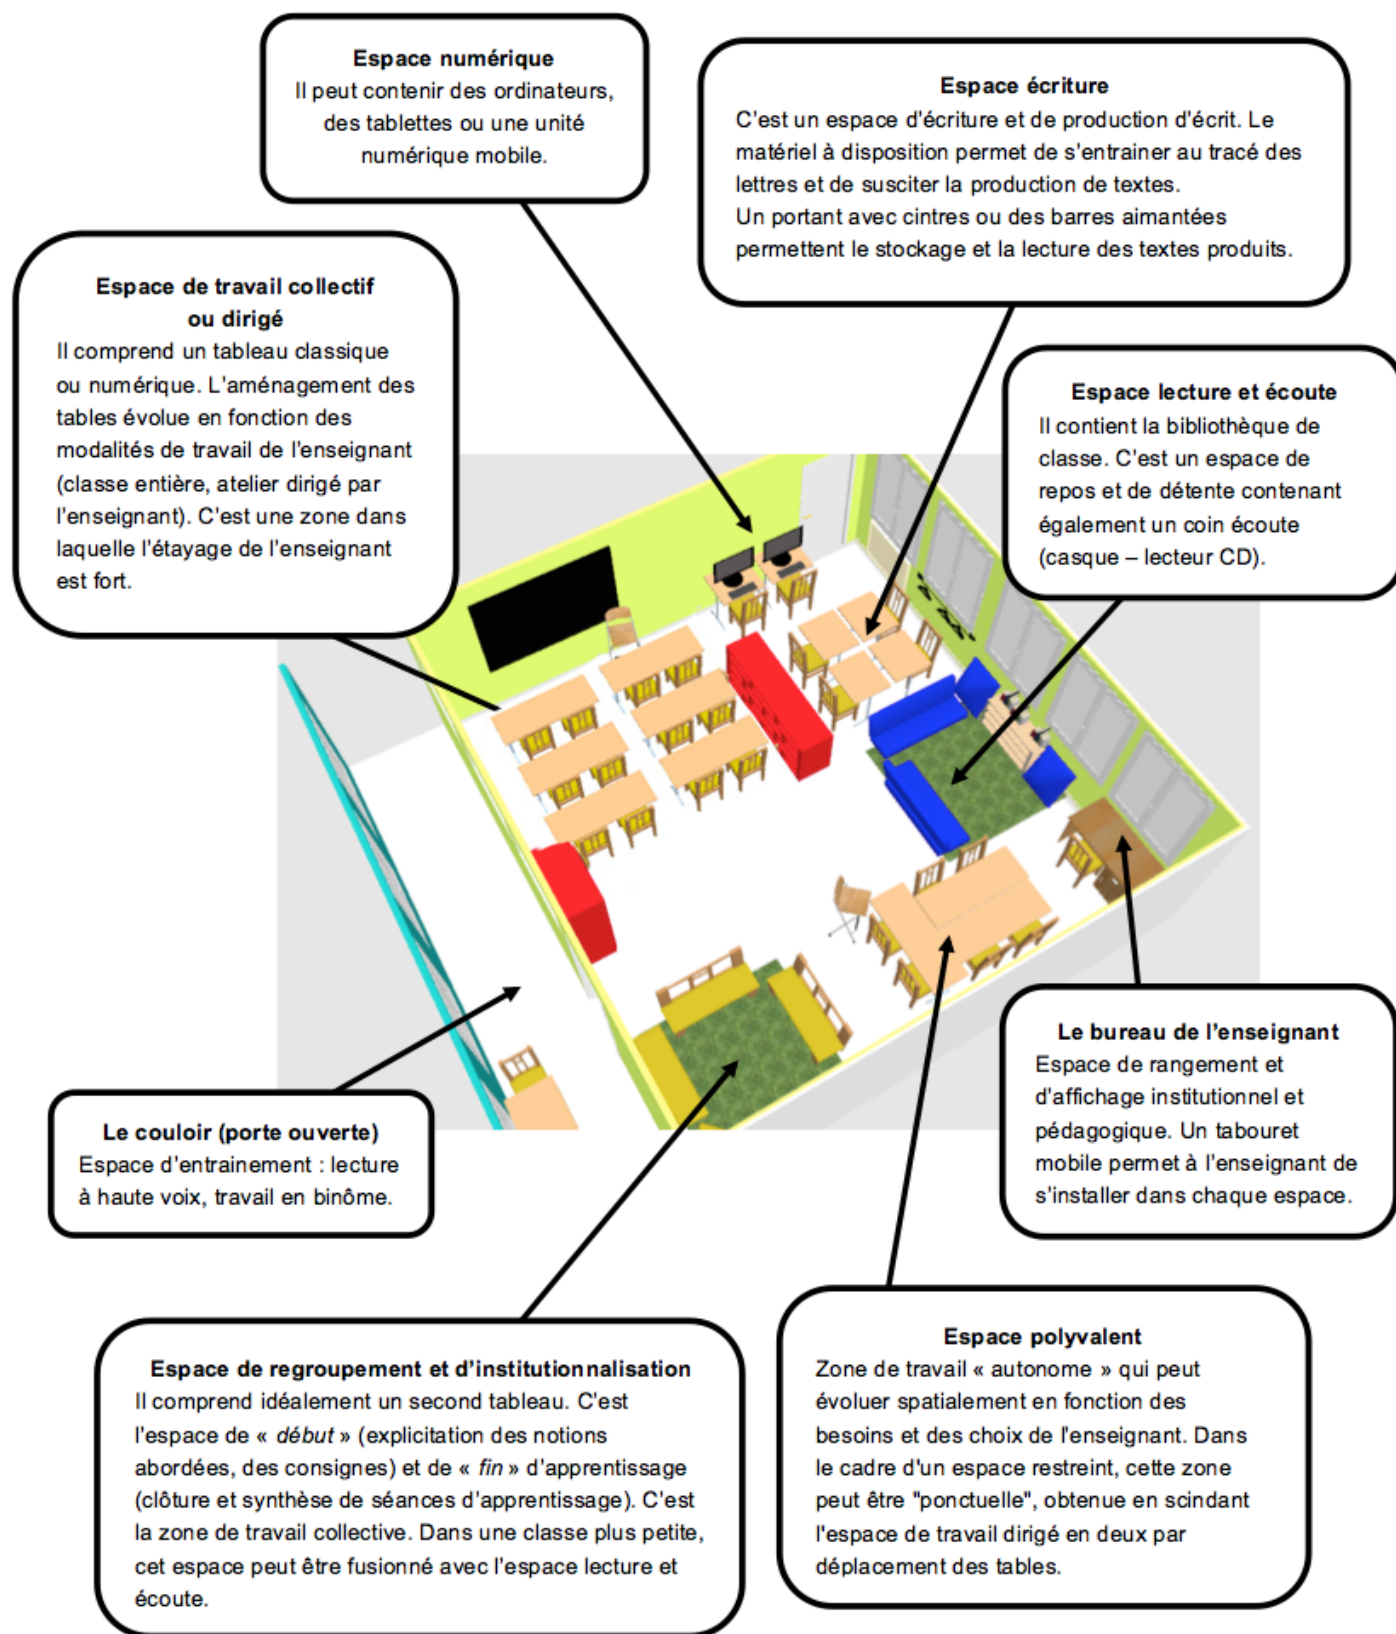 Espace numérique
Il peut contenir des ordinateurs,
des tablettes ou une unité
numérique mobile.
Espace écriture
C'est un espace d'écriture et de production d'écrit. Le
matériel à disposition permet de s'entrainer au tracé des
lettres et de susciter la production de textes.
Un portant avec cintres ou des barres aimantées
permettent le stockage et la lecture des textes produits.
Espace de travail collectif
ou dirigé
Il comprend un tableau classique
ou numérique. L'aménagement des
tables évolue en fonction des
modalités de travail de l'enseignant
(classe entière, atelier dirigé par
l'enseignant). C'est une zone dans
laquelle l'étayage de l'enseignant
est fort.
Espace lecture et écoute
Il contient la bibliothèque de
classe. C'est un espace de
repos et de détente contenant
également un coin écoute
(casque – lecteur CD).
Le bureau de l'enseignant
Espace de rangement et
d'affichage institutionnel et
pédagogique. Un tabouret
mobile permet à l'enseignant de
s'installer dans chaque espace.
Le couloir (porte ouverte)
Espace d'entrainement : lecture
à haute voix, travail en binôme.
Espace de regroupement et d'institutionnalisation
Il comprend idéalement un second tableau. C'est
l'espace de « début » (explicitation des notions
abordées, des consignes) et de « fin » d'apprentissage
(clôture et synthèse de séances d'apprentissage). C'est
la zone de travail collective. Dans une classe plus petite,
cet espace peut être fusionné avec l'espace lecture et
écoute.
Espace polyvalent
Zone de travail « autonome » qui peut
évoluer spatialement en fonction des
besoins et des choix de l'enseignant. Dans
le cadre d'un espace restreint, cette zone
peut être "ponctuelle", obtenue en scindant
l'espace de travail dirigé en deux par
déplacement des tables.